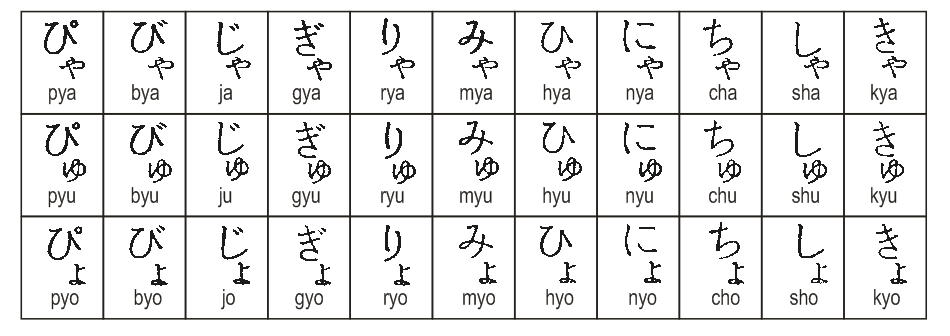 ぴゃ びゃ じゃ ぎゃ りゃ みゃ ひゃ にゃ ちゃ しゃ きゃ
pya bya ja gya rya mya hya nya cha sha kya
ぴゅ びゅ じゅ ぎゅ りゅ みゅ ひゅ にゅ ちゅ しゅ きゅ
pyu byu ju gyu ryu myu hyu nyu chu shu kyu
ぴょ びょ じょ ぎょ りょ みょ ひょ にょ ちょ しょ きょ
pyo byo jo gyo ryo myo hyo nyo cho sho kyo